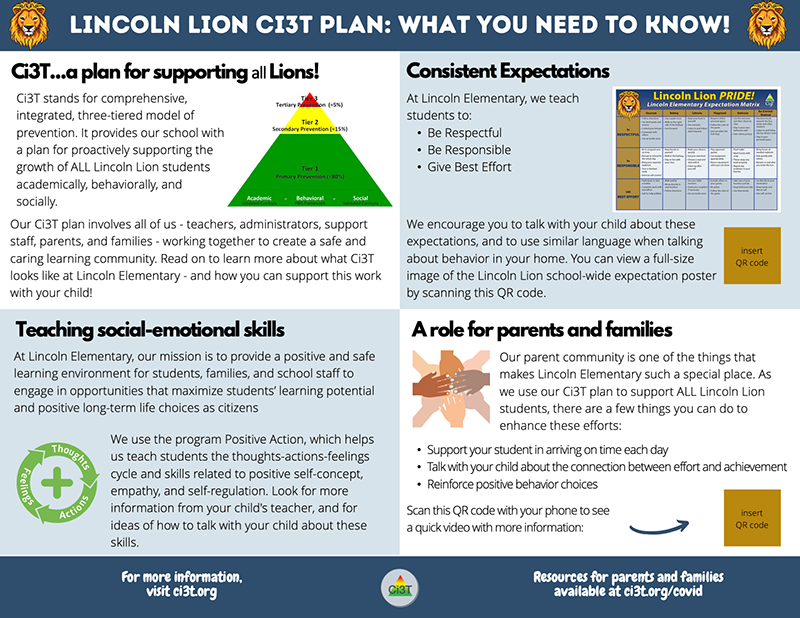 LINCOLN LION CI3T PLAN: WHAT YOU NEED TO KNOW!
Ci3T...a plan for supporting all Lions!
Ci3T stands for comprehensive,
integrated, three-tiered model of
prevention. It provides our school with
a plan for proactively supporting the
growth of ALL Lincoln Lion students
academically, behaviorally, and
socially.
Tier 3
Tertiary Prevention (≈5%)
Tier 2
Secondary Prevention (≈15%)
Tier 1
Primary Prevention (≈80%)
Academic - Behavioral - Social
Our Ci3T plan involves all of us - teachers, administrators, support
staff, parents, and families - working together to create a safe and
caring learning community. Read on to learn more about what Ci3T
looks like at Lincoln Elementary - and how you can support this work
with your child!
Consistent Expectations
At Lincoln Elementary, we teach
students to:
• Be Respectful
• Be Responsible
• Give Best Effort
Lincoln Lion PRIDE!
Lincoln Elementary Expectation Matrix
We encourage you to talk with your child about these
expectations, and to use similar language when talking
about behavior in your home. You can view a full-size
image of the Lincoln Lion school-wide expectation poster
by scanning this QR code.
insert
QR code
Teaching social-emotional skills
At Lincoln Elementary, our mission is to provide a positive and safe
learning environment for students, families, and school staff to
engage in opportunities that maximize students' learning potential
and positive long-term life choices as citizens
Thoughts
Actions
Feelings
We use the program Positive Action, which helps
us teach students the thoughts-actions-feelings
cycle and skills related to positive self-concept,
empathy, and self-regulation. Look for more
information from your child's teacher, and for
ideas of how to talk with your child about these
skills.
A role for parents and families
Our parent community is one of the things that
makes Lincoln Elementary such a special place. As
we use our Ci3T plan to support ALL Lincoln Lion
students, there are a few things you can do to
enhance these efforts:
• Support your student in arriving on time each day
• Talk with your child about the connection between effort and achievement
• Reinforce positive behavior choices
Scan this QR code with your phone to see
a quick video with more information:
insert
QR code
For more information,
visit ci3t.org
Ci3T
Resources for parents and families
available at ci3t.org/covid